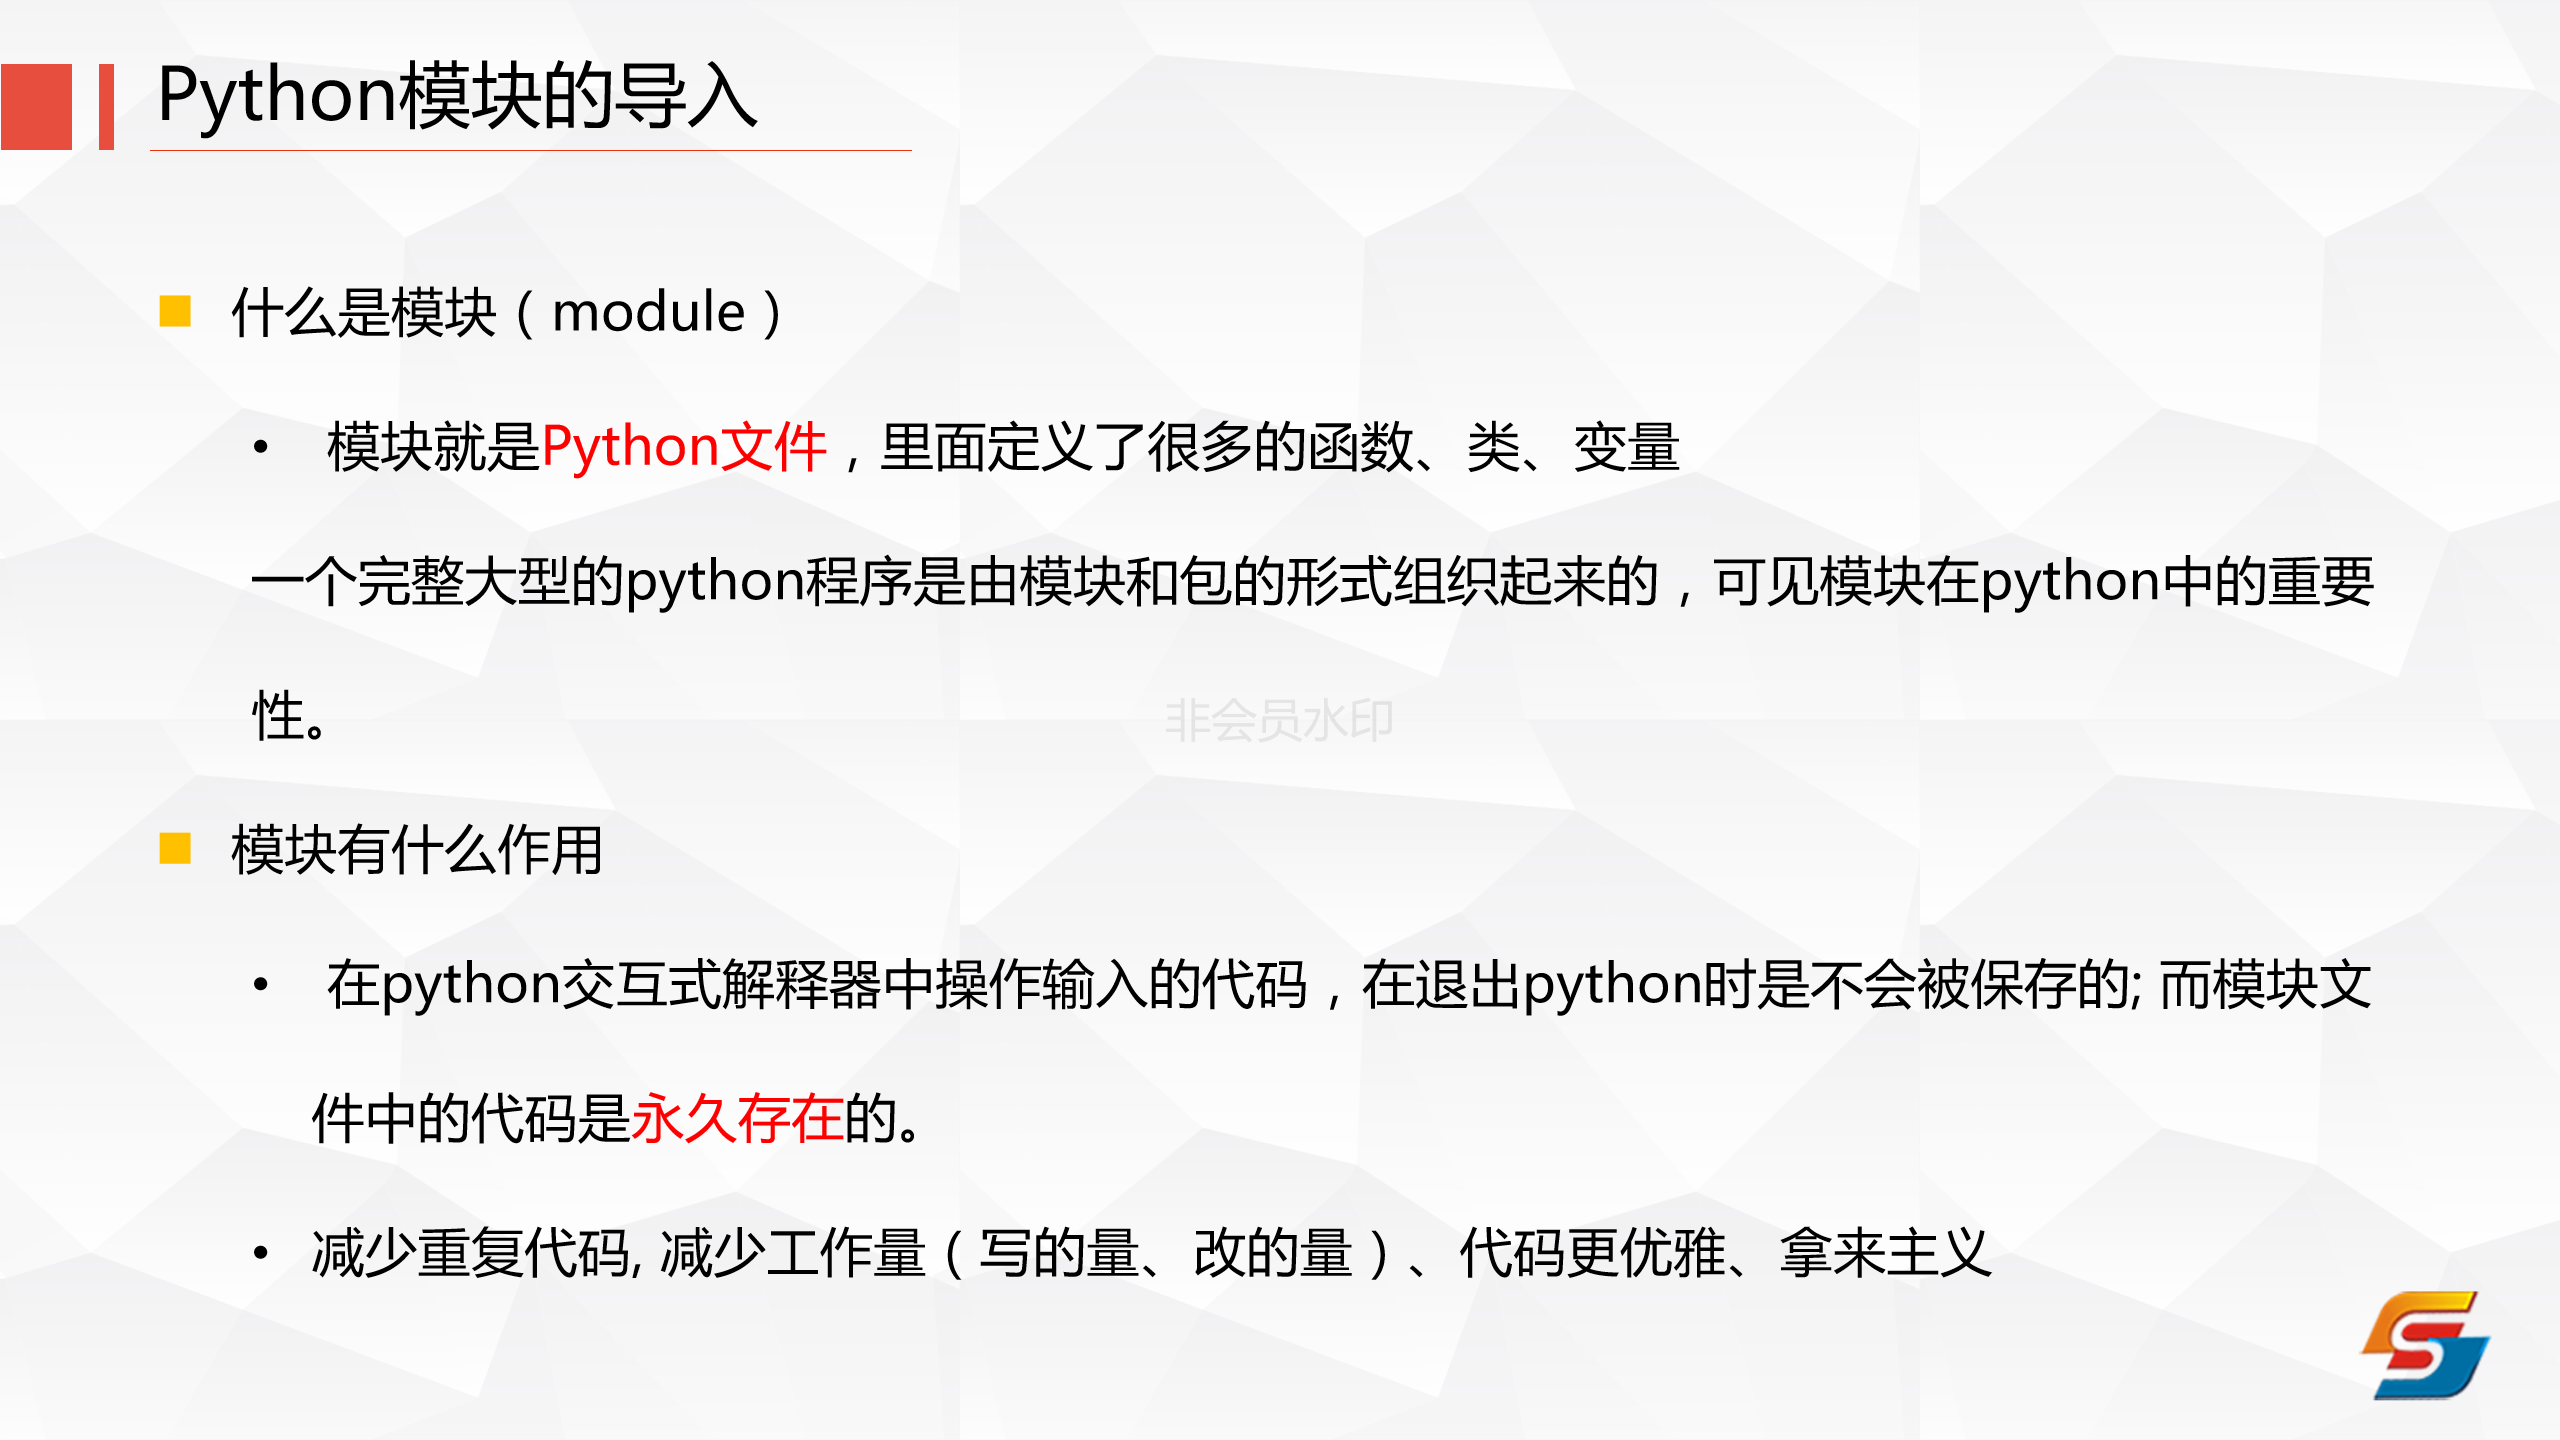 Python模块的导入
什么是模块（module）
• 模块就是Python文件，里面定义了很多的函数、类、变量
一个完整大型的python程序是由模块和包的形式组织起来的，可见模块在python中的重要
性。
非会员水印
模块有什么作用
• 在python交互式解释器中操作输入的代码，在退出python时是不会被保存的; 而模块文
件中的代码是永久存在的。
• 减少重复代码, 减少工作量（写的量、改的量）、代码更优雅、拿来主义